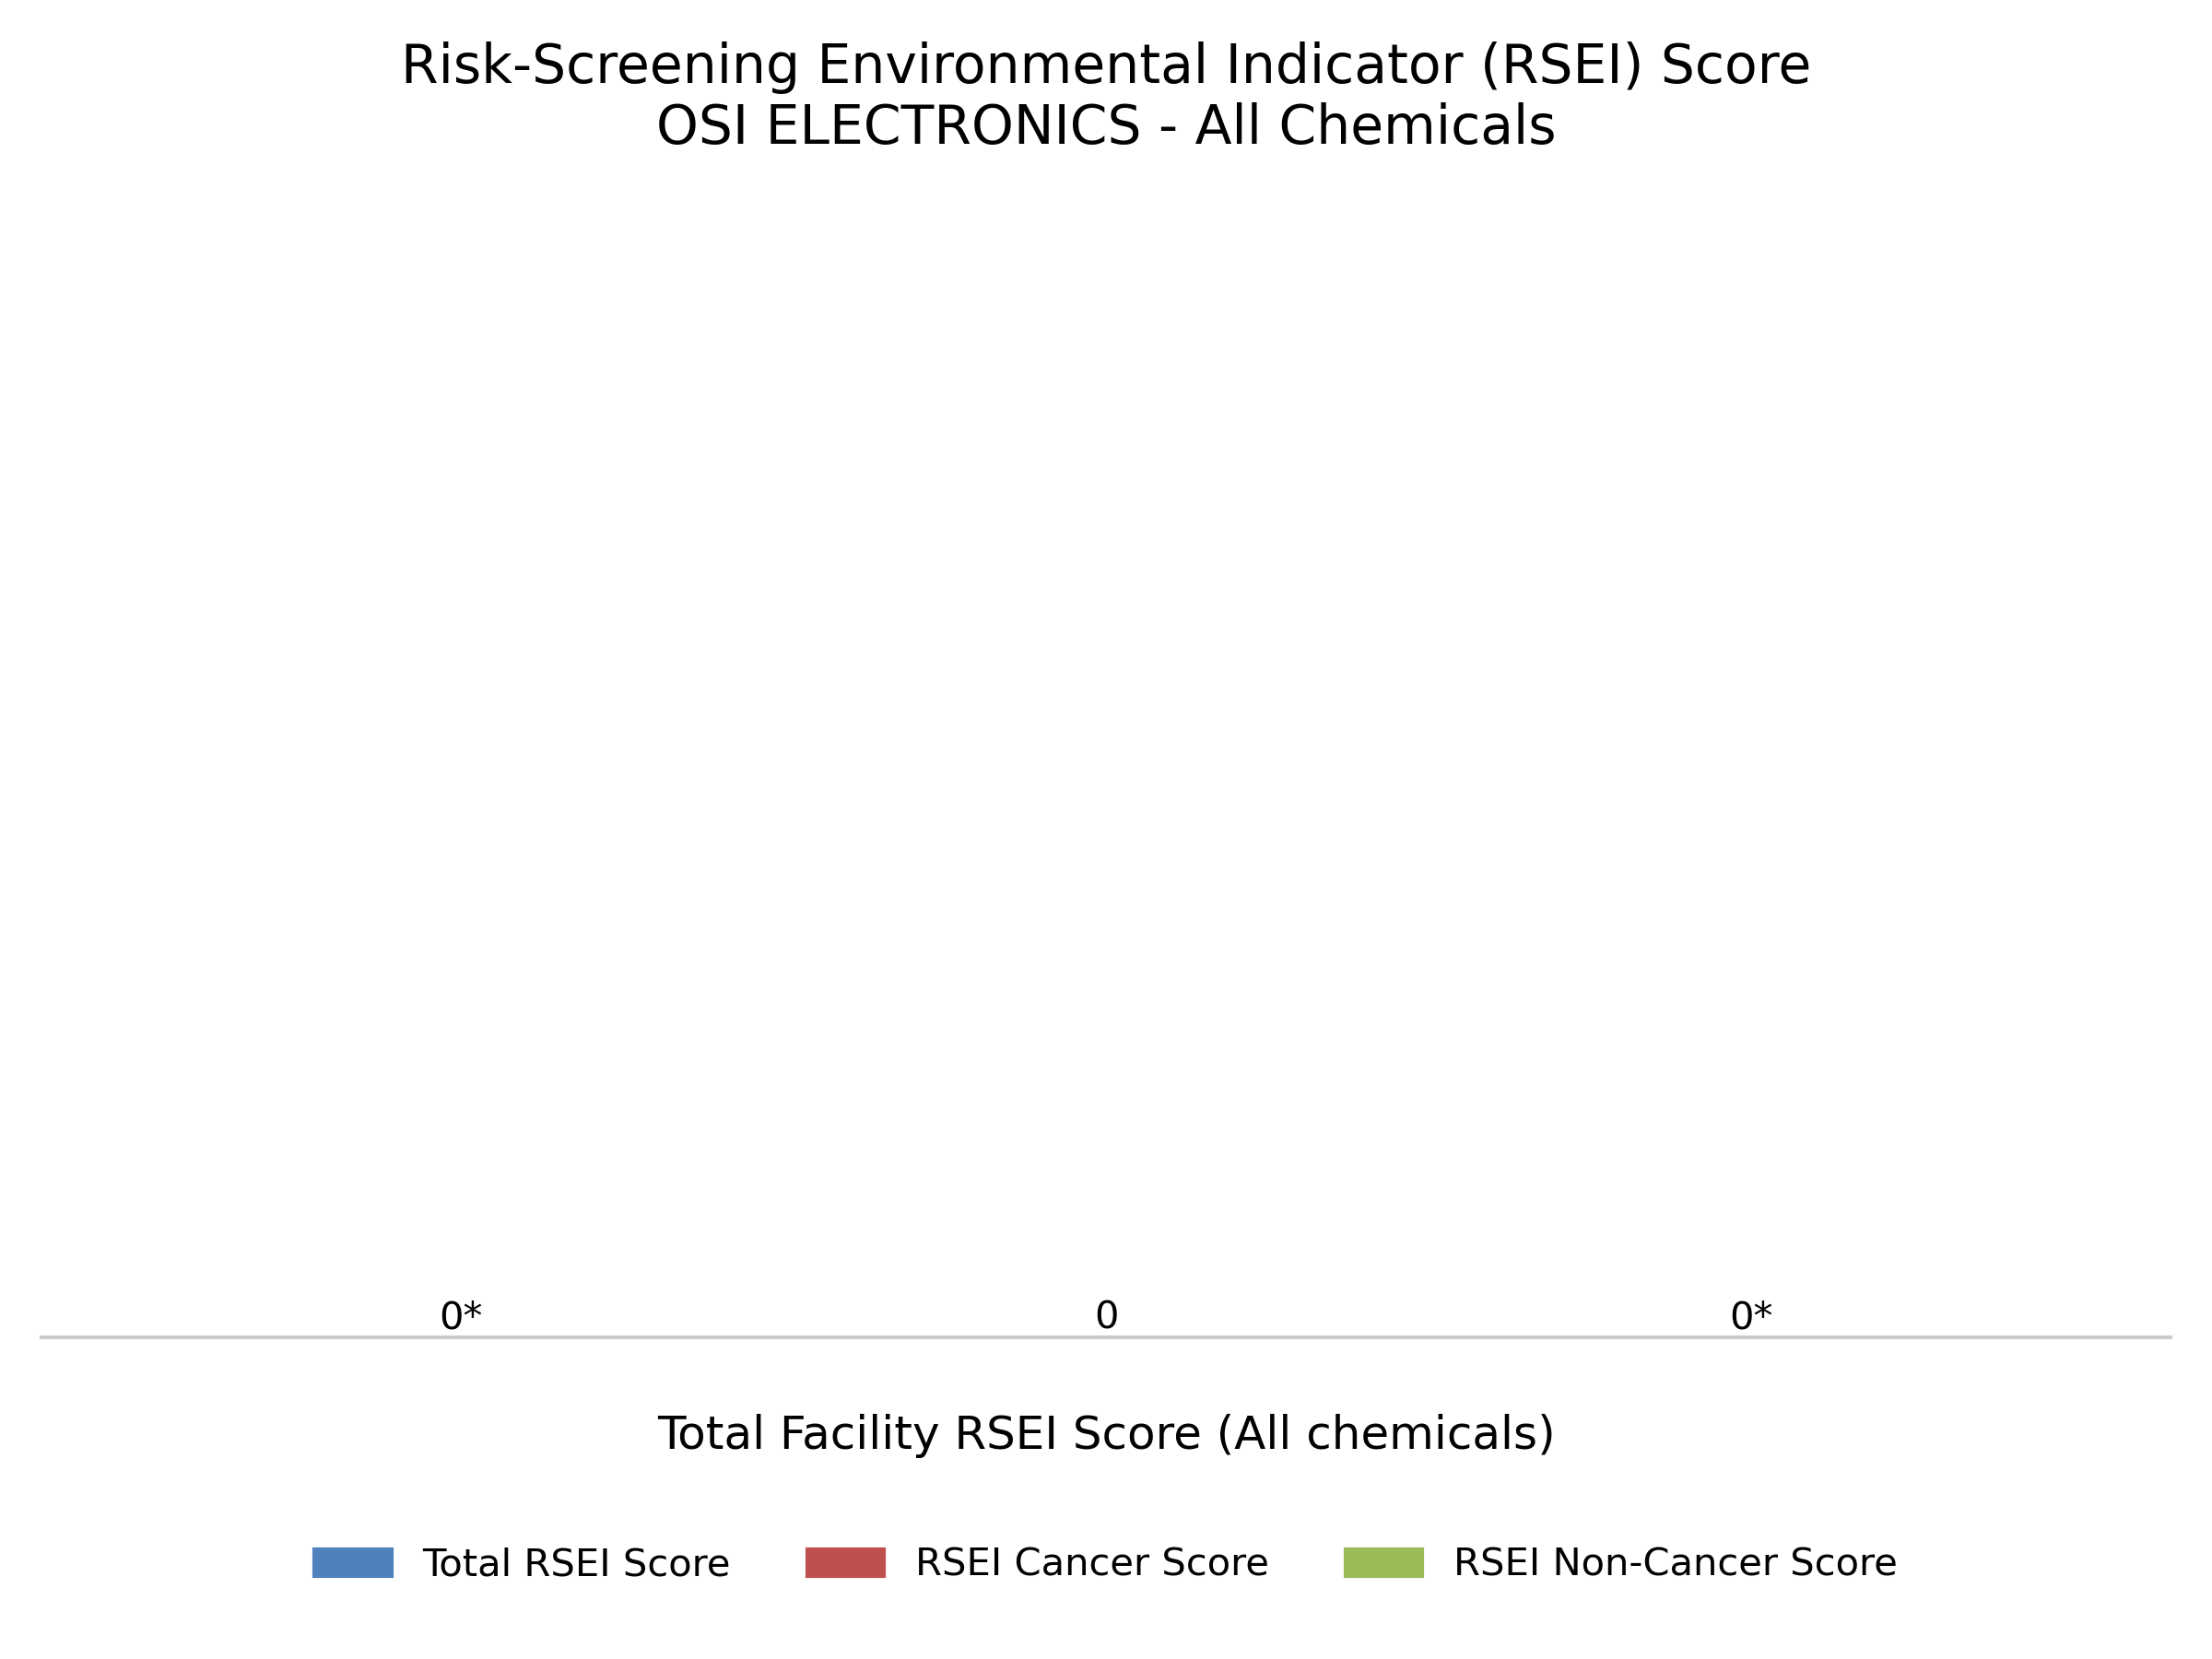 Risk-Screening Environmental Indicator (RSEI) Score
OSI ELECTRONICS - All Chemicals
0* 0 0*
Total Facility RSEI Score (All chemicals)
Total RSEI Score RSEI Cancer Score RSEI Non-Cancer Score